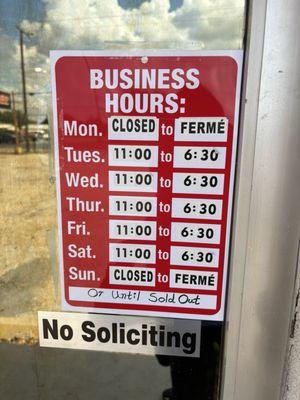 BUSINESS
HOURS:
Mon. CLOSED to FERMÉ
Tues. 11:00 to 6:30
Wed. 11:00 to 6:30
Thur. 11:00 to 6:30
Fri. 11:00 to 6:30
Sat. 11:00 to 6:30
Sun. CLOSED to FERMÉ
Or Until Sold Out
No Soliciting